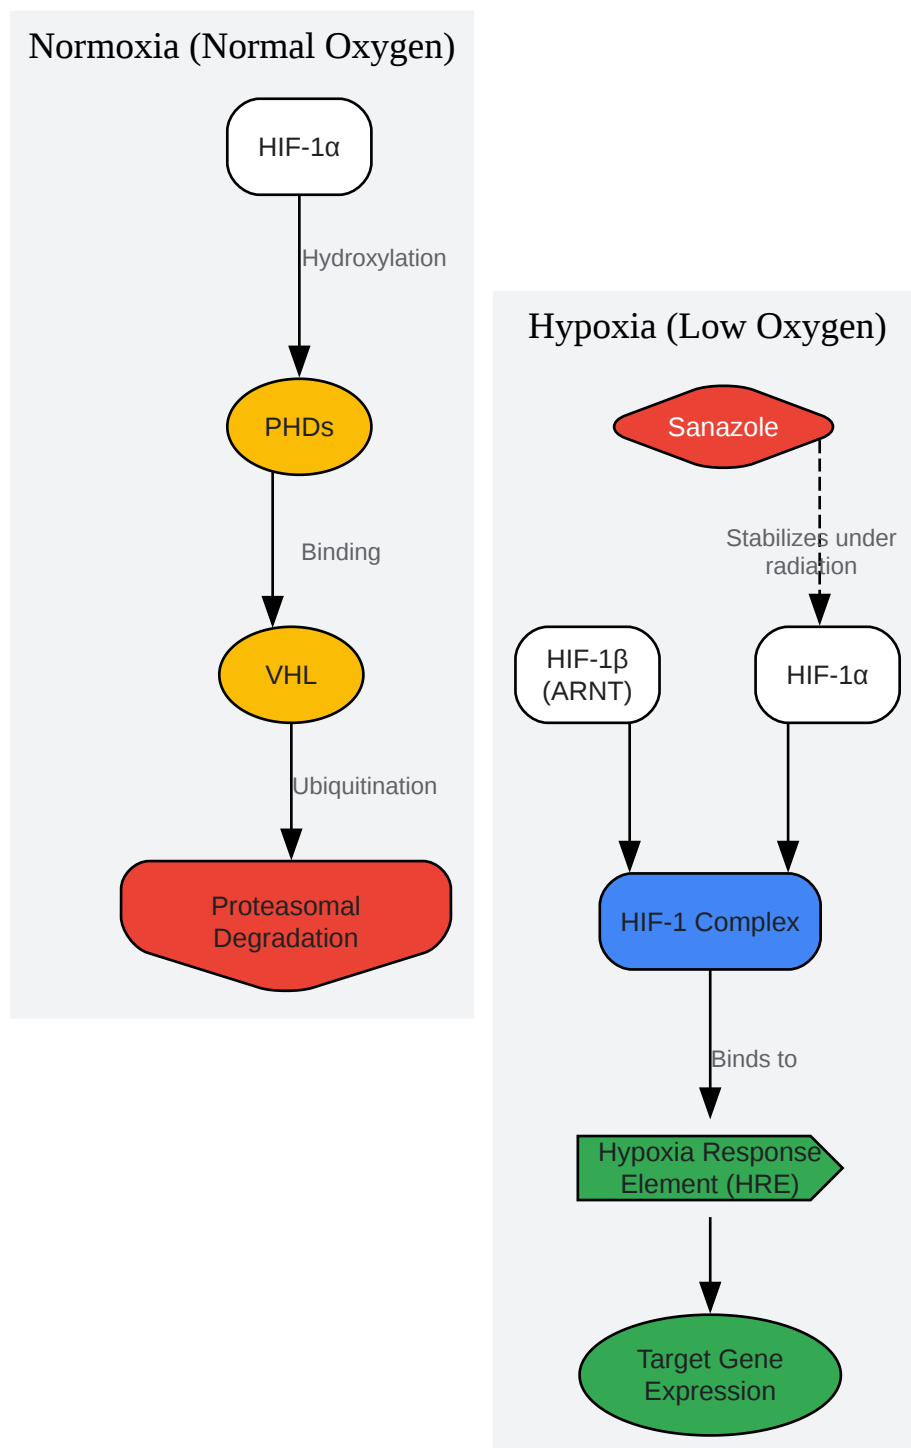 Normoxia (Normal Oxygen)
HIF-1α
Hydroxylation
PHDs
Binding
VHL
Ubiquitination
Proteasomal
Degradation
Hypoxia (Low Oxygen)
Sanazole
Stabilizes under
radiation
HIF-1β
(ARNT)
HIF-1α
HIF-1 Complex
Binds to
Hypoxia Response
Element (HRE)
Target Gene
Expression